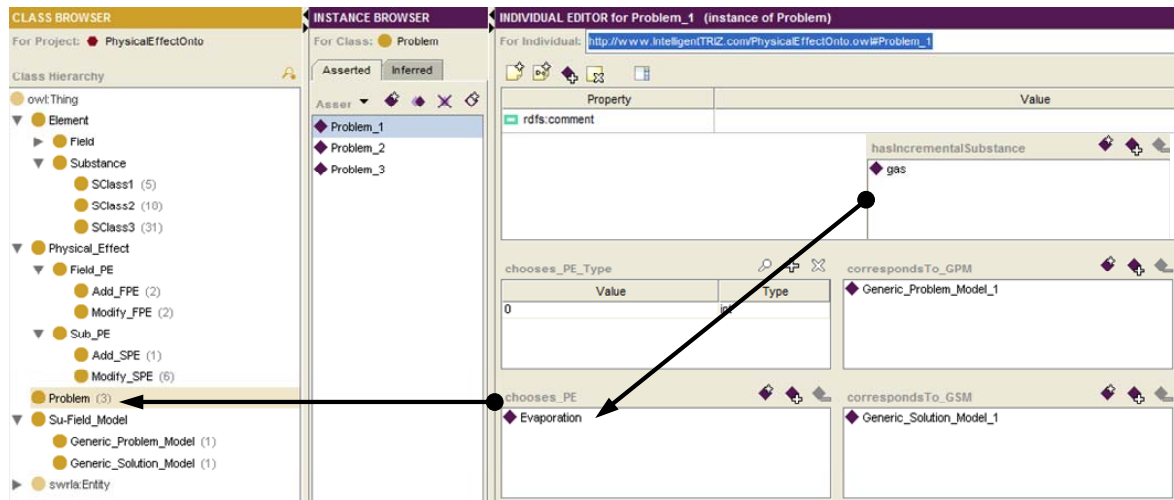 CLASS BROWSER
For Project: PhysicalEffectOnto
Class Hierarchy
owl:Thing
Element
Field
Substance
SClass1 (5)
SClass2 (10)
SClass3 (31)
Physical_Effect
Field_PE
Add_FPE (2)
Modify_FPE (2)
Sub_PE
Add_SPE (1)
Modify_SPE (6)
Problem (3)
Su-Field_Model
Generic_Problem_Model (1)
Generic_Solution_Model (1)
swrla:Entity
INSTANCE BROWSER
For Class: Problem
Asserted Inferred
Asser
Problem_1
Problem_2
Problem_3
INDIVIDUAL EDITOR for Problem_1 (instance of Problem)
For Individual: http://www.IntelligentTRIZ.com/PhysicalEffectOnto.owl#Problem_1
Property Value
rdfs:comment
hasIncrementalSubstance
gas
chooses_PE_Type
Value Type
0 int
correspondsTo_GPM
Generic_Problem_Model_1
chooses_PE
Evaporation
correspondsTo_GSM
Generic_Solution_Model_1